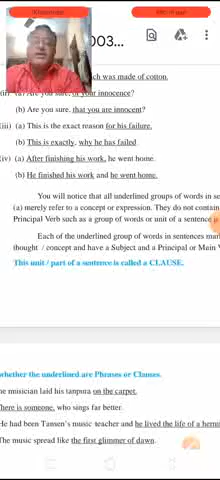 003...
ch was made of cotton.
(a) Are you sure, of your innocence?
(b) Are you sure, that you are innocent?
(iii) (a) This is the exact reason for his failure.
(b) This is exactly, why he has failed
(iv) (a) After finishing his work, he went home.
(b) He finished his work and he went home.
You will notice that all underlined groups of words in se
(a) merely refer to a concept or expression. They do not contain
Principal Verb such as a group of words or unit of a sentence is
Each of the underlined group of words in sentences mar
thought / concept and have a Subject and a Principal or Main V
This unit / part of a sentence is called a CLAUSE.
whether the underlined are Phrases or Clauses.
he musician laid his tanpura on the carpet.
There is someone, who sings far better.
He had been Tansen's music teacher and he lived the life of a hermi
The music spread like the first glimmer of dawn.